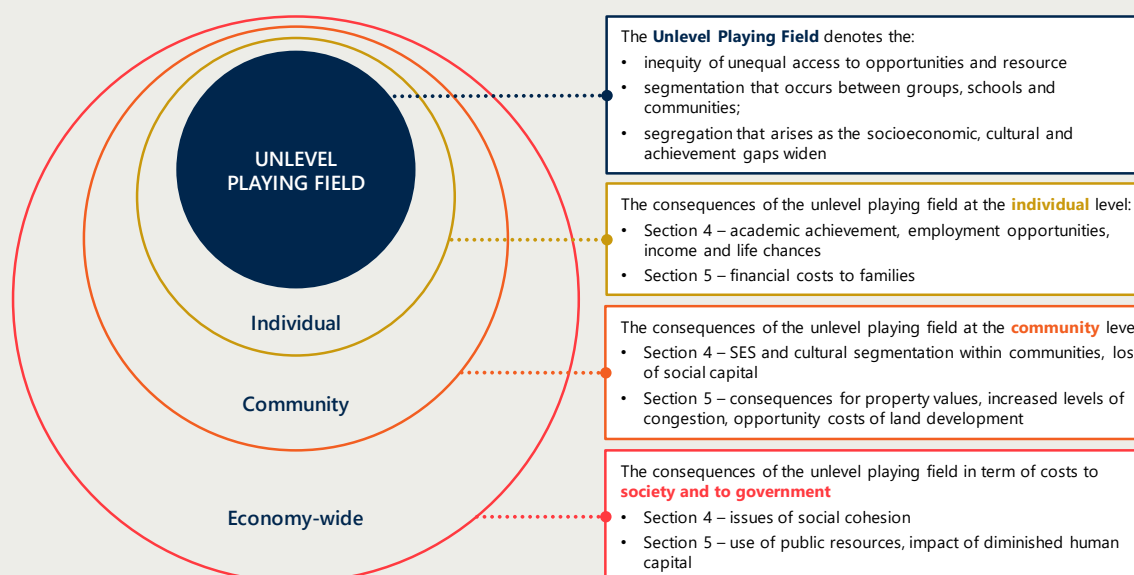 UNLEVEL
PLAYING FIELD
Individual
Community
Economy-wide
The Unlevel Playing Field denotes the:
• inequity of unequal access to opportunities and resource
• segmentation that occurs between groups, schools and
communities;
• segregation that arises as the socioeconomic, cultural and
achievement gaps widen
The consequences of the unlevel playing field at the individual level:
• Section 4 – academic achievement, employment opportunities,
income and life chances
• Section 5 – financial costs to families
The consequences of the unlevel playing field at the community leve
• Section 4 – SES and cultural segmentation within communities, los
of social capital
• Section 5 – consequences for property values, increased levels of
congestion, opportunity costs of land development
The consequences of the unlevel playing field in term of costs to
society and to government
• Section 4 – issues of social cohesion
• Section 5 – use of public resources, impact of diminished human
capital